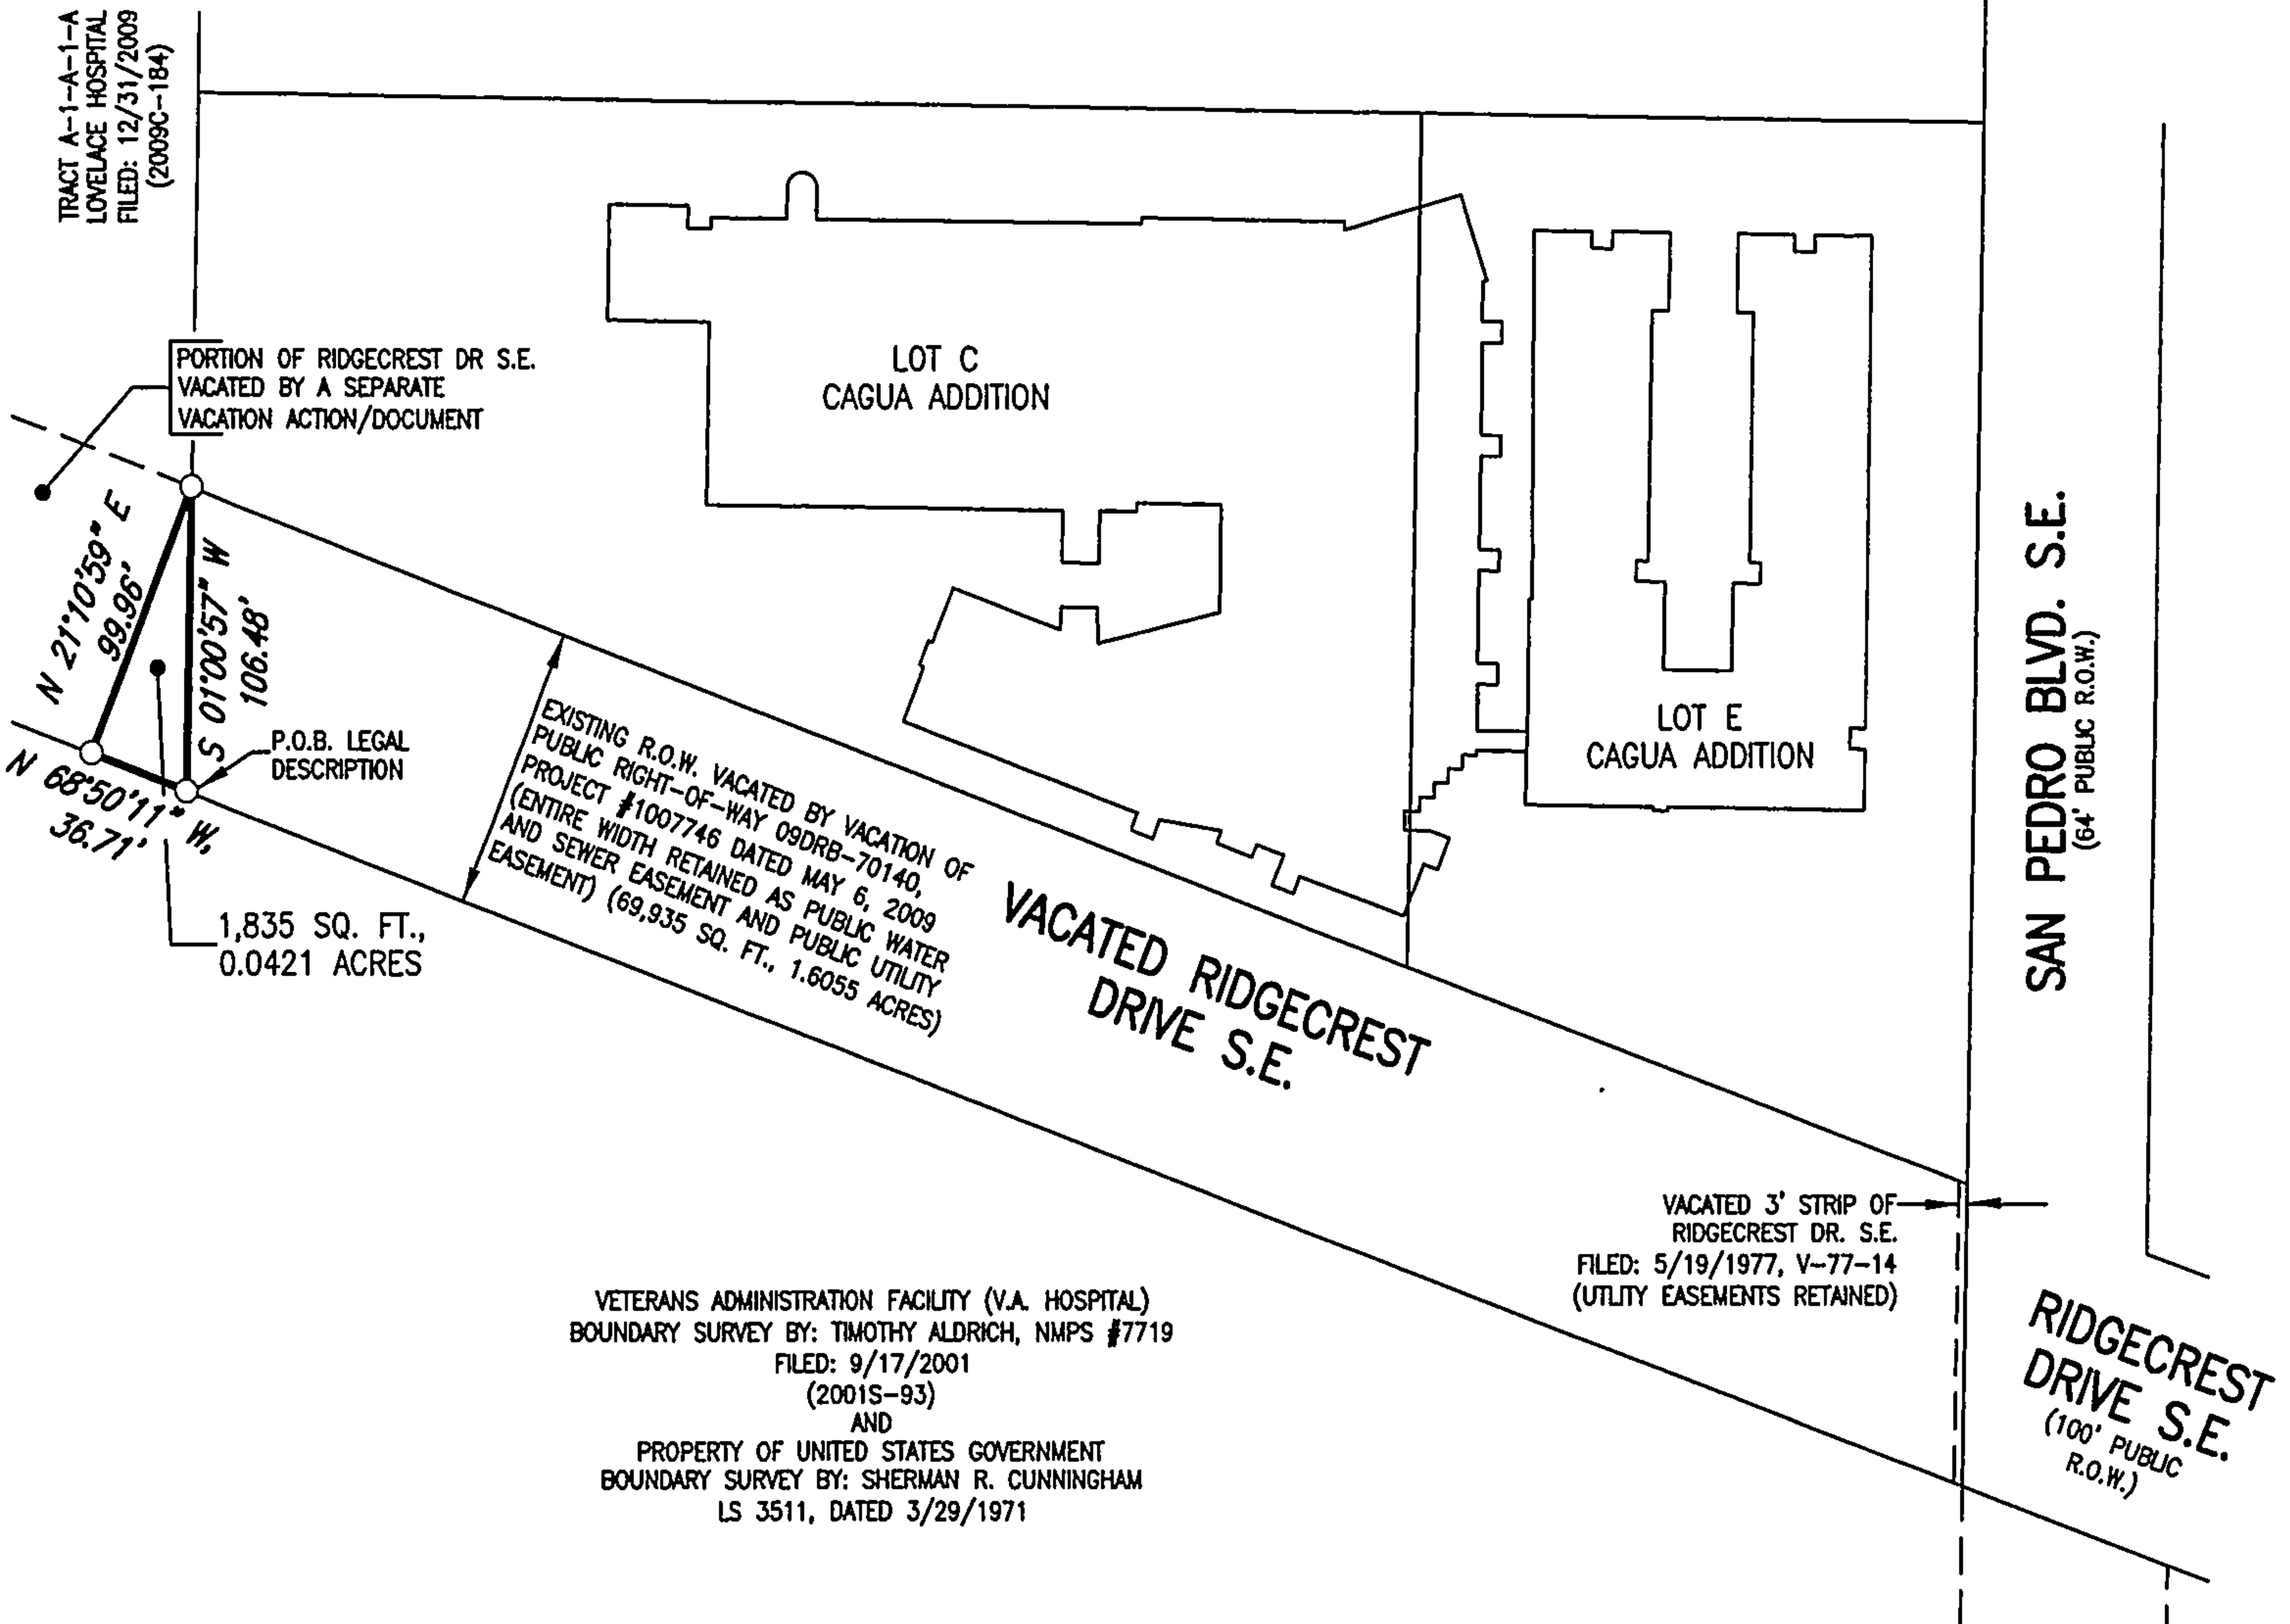 TRACT A-1-A-1-A
LOVELACE HOSPITAL
FILED: 12/31/2009
(2009C-184)
PORTION OF RIDGECREST DR S.E.
VACATED BY A SEPARATE
VACATION ACTION/DOCUMENT
LOT C
CAGUA ADDITION
N 21°10'59" E
99.96'
S 01°00'57" W
106.48'
P.O.B. LEGAL
DESCRIPTION
N 68°50'11" W,
36.71'
1,835 SQ. FT.,
0.0421 ACRES
EXISTING R.O.W. VACATED BY VACATION OF
PUBLIC RIGHT-OF-WAY 09DRB-70140,
PROJECT #1007746 DATED MAY 6, 2009
(ENTIRE WIDTH RETAINED AS PUBLIC WATER
AND SEWER EASEMENT AND PUBLIC UTILITY
EASEMENT) (69,935 SQ. FT., 1.6055 ACRES)
VACATED RIDGECREST
DRIVE S.E.
LOT E
CAGUA ADDITION
SAN PEDRO BLVD. S.E.
(64' PUBLIC R.O.W.)
VACATED 3' STRIP OF
RIDGECREST DR. S.E.
FILED: 5/19/1977, V-77-14
(UTILITY EASEMENTS RETAINED)
RIDGECREST
DRIVE S.E.
(100' PUBLIC
R.O.W.)
VETERANS ADMINISTRATION FACILITY (V.A. HOSPITAL)
BOUNDARY SURVEY BY: TIMOTHY ALDRICH, NMPS #7719
FILED: 9/17/2001
(2001S-93)
AND
PROPERTY OF UNITED STATES GOVERNMENT
BOUNDARY SURVEY BY: SHERMAN R. CUNNINGHAM
LS 3511, DATED 3/29/1971